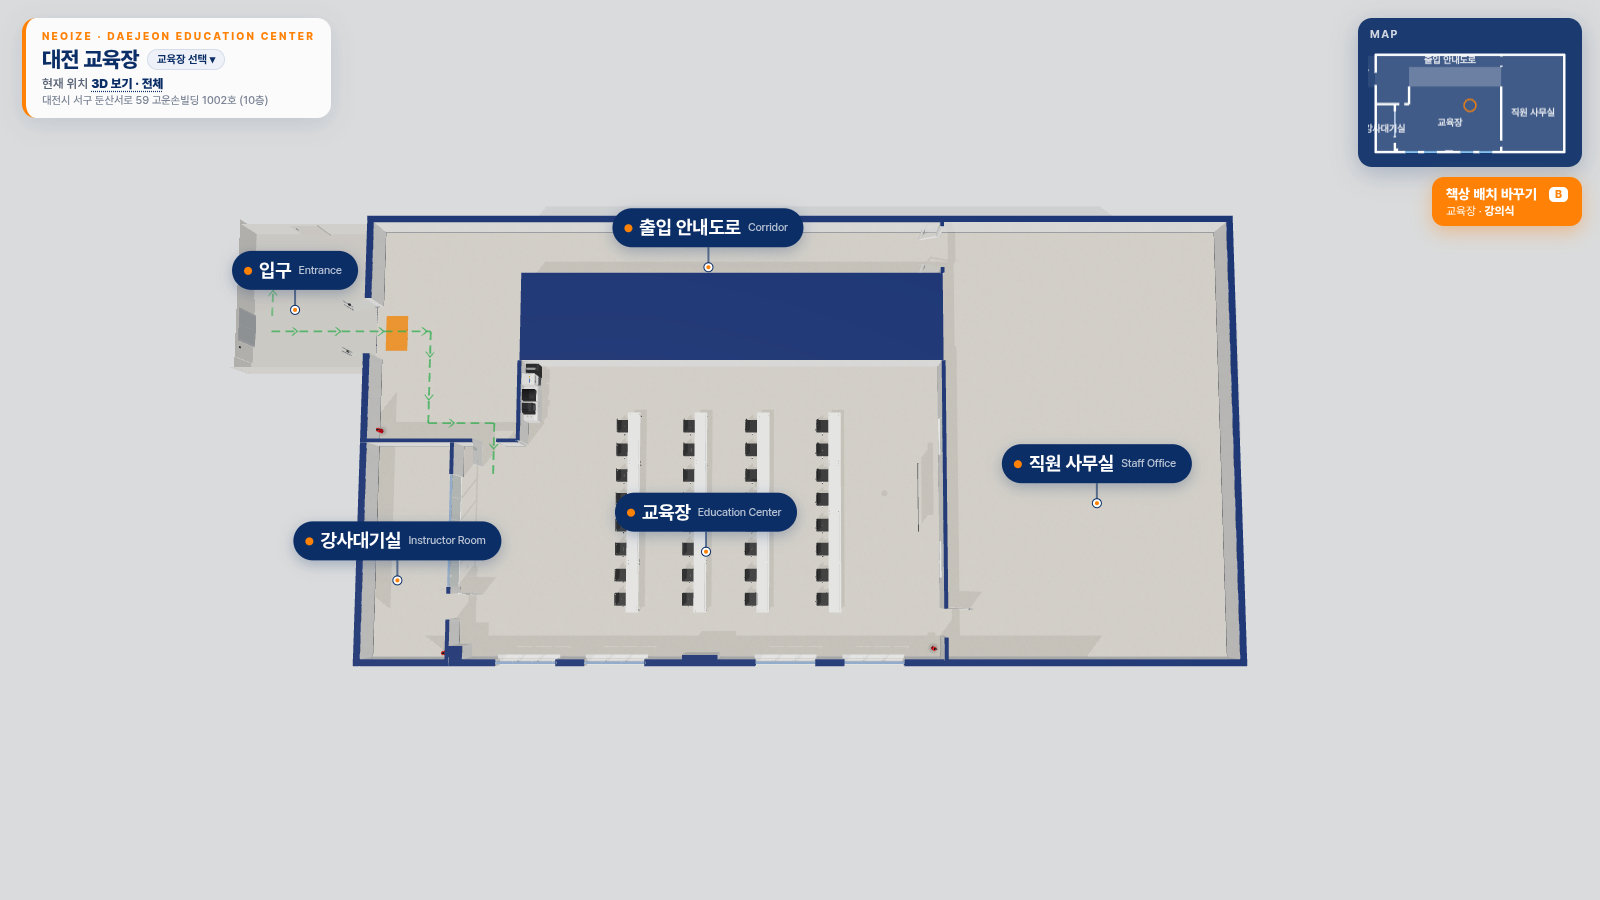 NEOIZE · DAEJEON EDUCATION CENTER
대전 교육장 교육장 선택 ▾
현재 위치 3D 보기 · 전체
대전시 서구 둔산서로 59 고운손빌딩 1002호 (10층)
MAP
출입 안내도로
직원 사무실
교육장
강사대기실
책상 배치 바꾸기 B
교육장 · 강의식
출입 안내도로 Corridor
입구 Entrance
직원 사무실 Staff Office
교육장 Education Center
강사대기실 Instructor Room